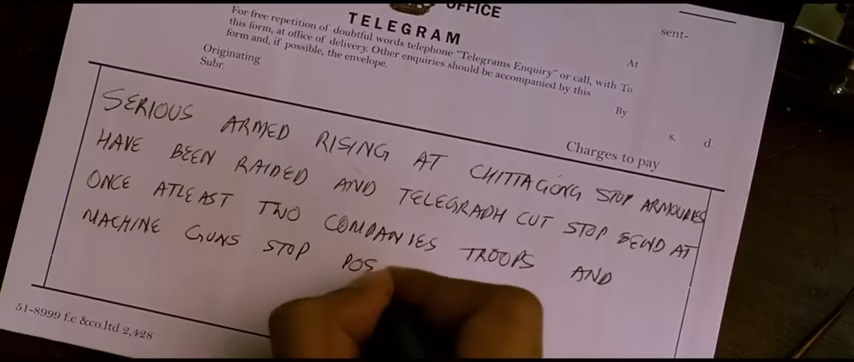 OFFICE
TELEGRAM
sent-
For free repetition of doubtful words telephone "Telegrams Enquiry" or call, with To
this form, at office of delivery. Other enquiries should be accompanied by this
form and, if possible, the envelope.
At
Originating
Subr.
By
s. d.
Charges to pay
SERIOUS ARMED RISING AT CHITTAGONG STOP ARMOURIES
HAVE BEEN RAIDED AND TELEGRAPH CUT STOP SEND AT
ONCE ATLEAST TWO COMPANIES TROOPS AND
MACHINE GUNS STOP POS
51-8999 f.c &co.ltd 2,428